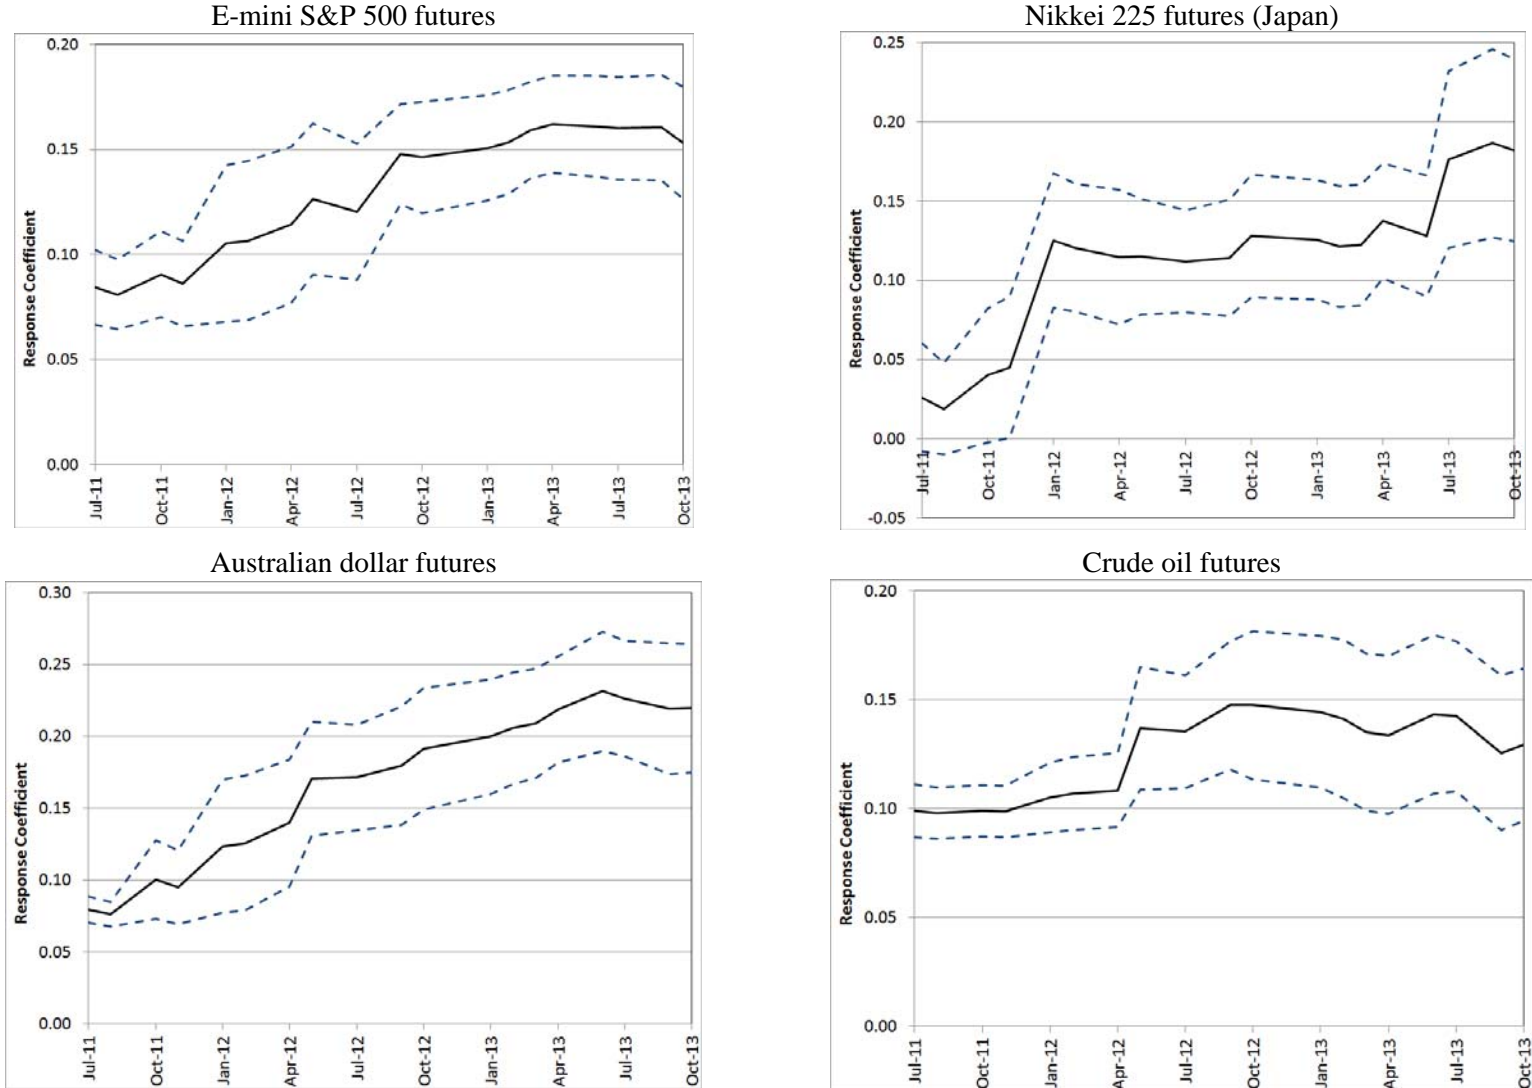 E-mini S&P 500 futures
Response Coefficient
0.20
0.15
0.10
0.05
0.00
Jul-11
Oct-11
Jan-12
Apr-12
Jul-12
Oct-12
Jan-13
Apr-13
Jul-13
Oct-13
Nikkei 225 futures (Japan)
Response Coefficient
0.25
0.20
0.15
0.10
0.05
0.00
-0.05
Jul-11
Oct-11
Jan-12
Apr-12
Jul-12
Oct-12
Jan-13
Apr-13
Jul-13
Oct-13
Australian dollar futures
Response Coefficient
0.30
0.25
0.20
0.15
0.10
0.05
0.00
Jul-11
Oct-11
Jan-12
Apr-12
Jul-12
Oct-12
Jan-13
Apr-13
Jul-13
Oct-13
Crude oil futures
Response Coefficient
0.20
0.15
0.10
0.05
0.00
Jul-11
Oct-11
Jan-12
Apr-12
Jul-12
Oct-12
Jan-13
Apr-13
Jul-13
Oct-13